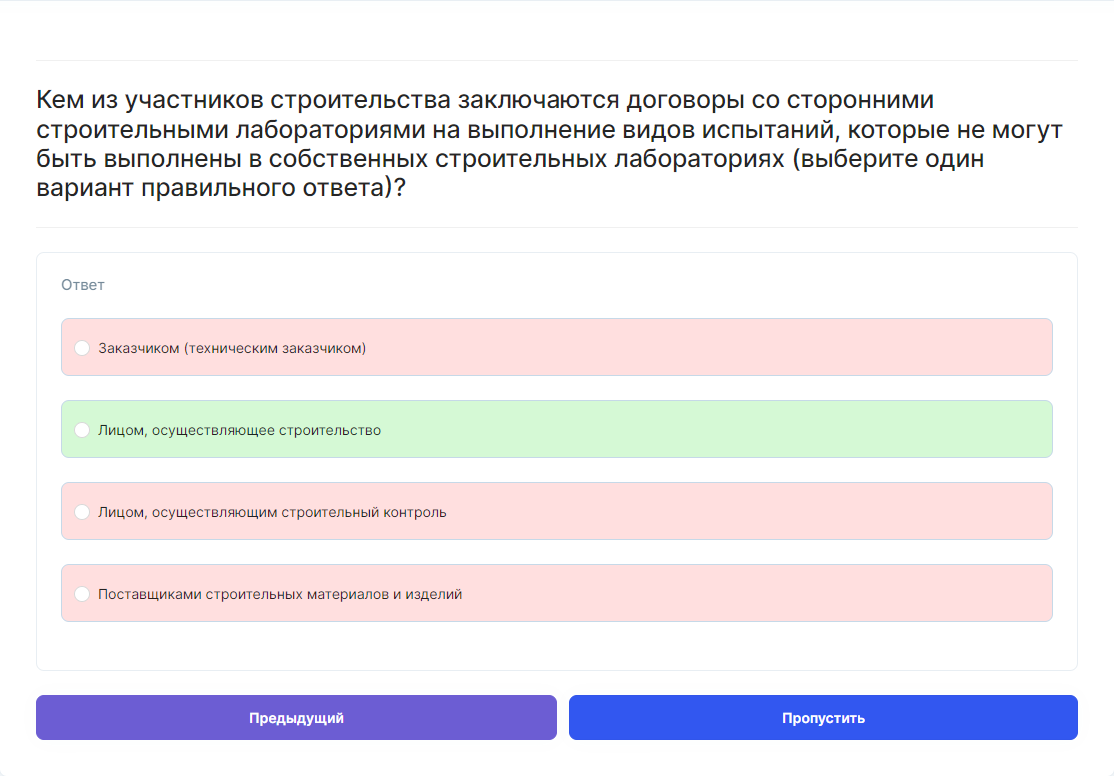 Кем из участников строительства заключаются договоры со сторонними
строительными лабораториями на выполнение видов испытаний, которые не могут
быть выполнены в собственных строительных лабораториях (выберите один
вариант правильного ответа)?
Ответ
Заказчиком (техническим заказчиком)
Лицом, осуществляющее строительство
Лицом, осуществляющим строительный контроль
Поставщиками строительных материалов и изделий
Предыдущий
Пропустить